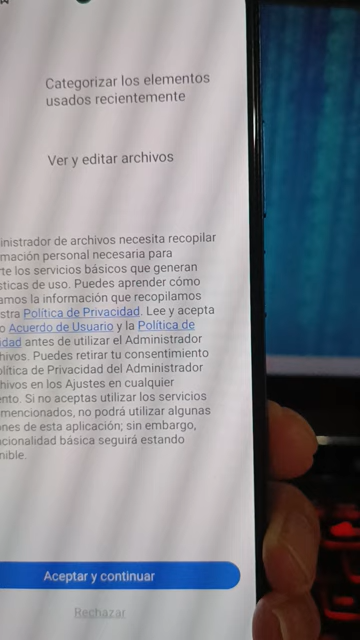 Categorizar los elementos
usados recientemente
Ver y editar archivos
inistrador de archivos necesita recopilar
mación personal necesaria para
rte los servicios básicos que generan
sticas de uso. Puedes aprender cómo
amos la información que recopilamos
stra Política de Privacidad. Lee y acepta
o Acuerdo de Usuario y la Política de
idad antes de utilizar el Administrador
hivos. Puedes retirar tu consentimiento
olítica de Privacidad del Administrador
hivos en los Ajustes en cualquier
ento. Si no aceptas utilizar los servicios
mencionados, no podrá utilizar algunas
ones de esta aplicación; sin embargo,
ncionalidad básica seguirá estando
nible.
Aceptar y continuar
Rechazar